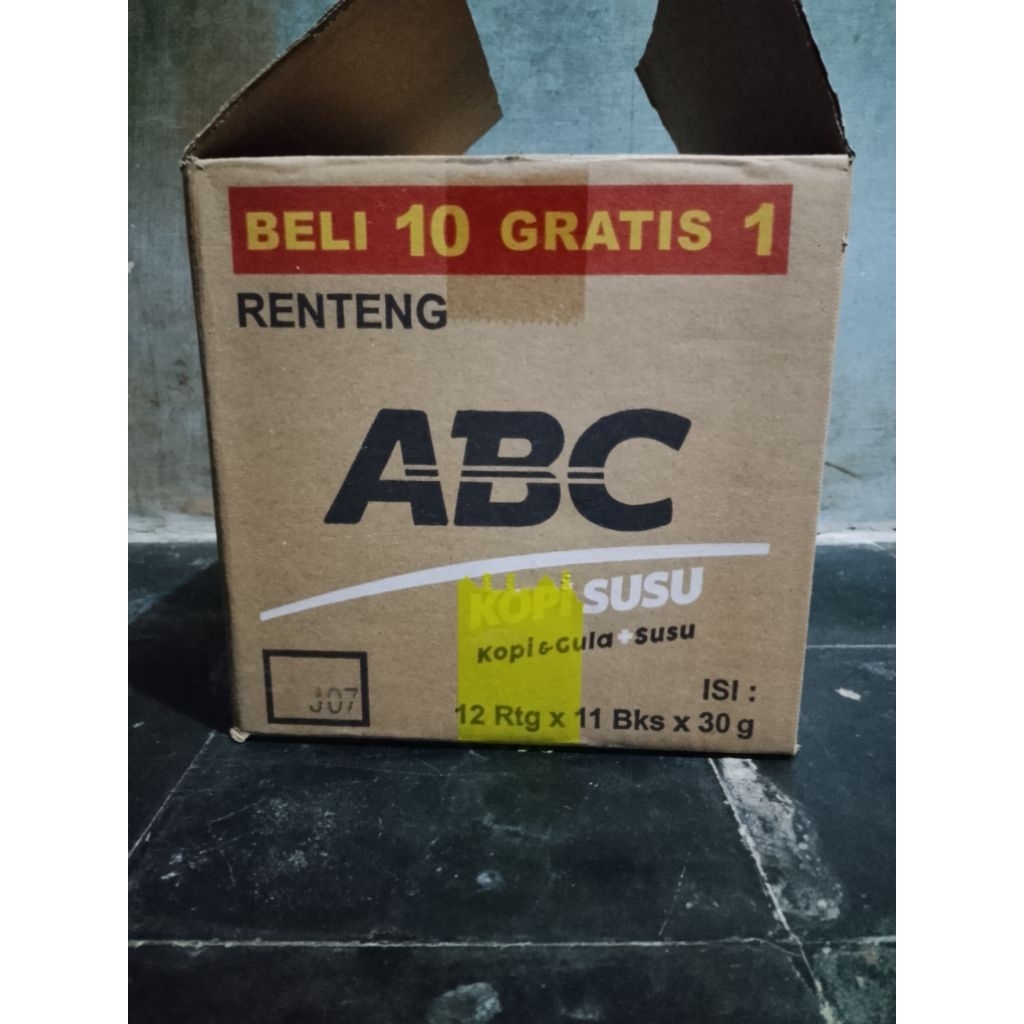 BELI 10 GRATIS 1
RENTENG
ABC
KOPi SUSU
Kopi & Gula + Susu
J07
ISI :
12 Rtg x 11 Bks x 30 g